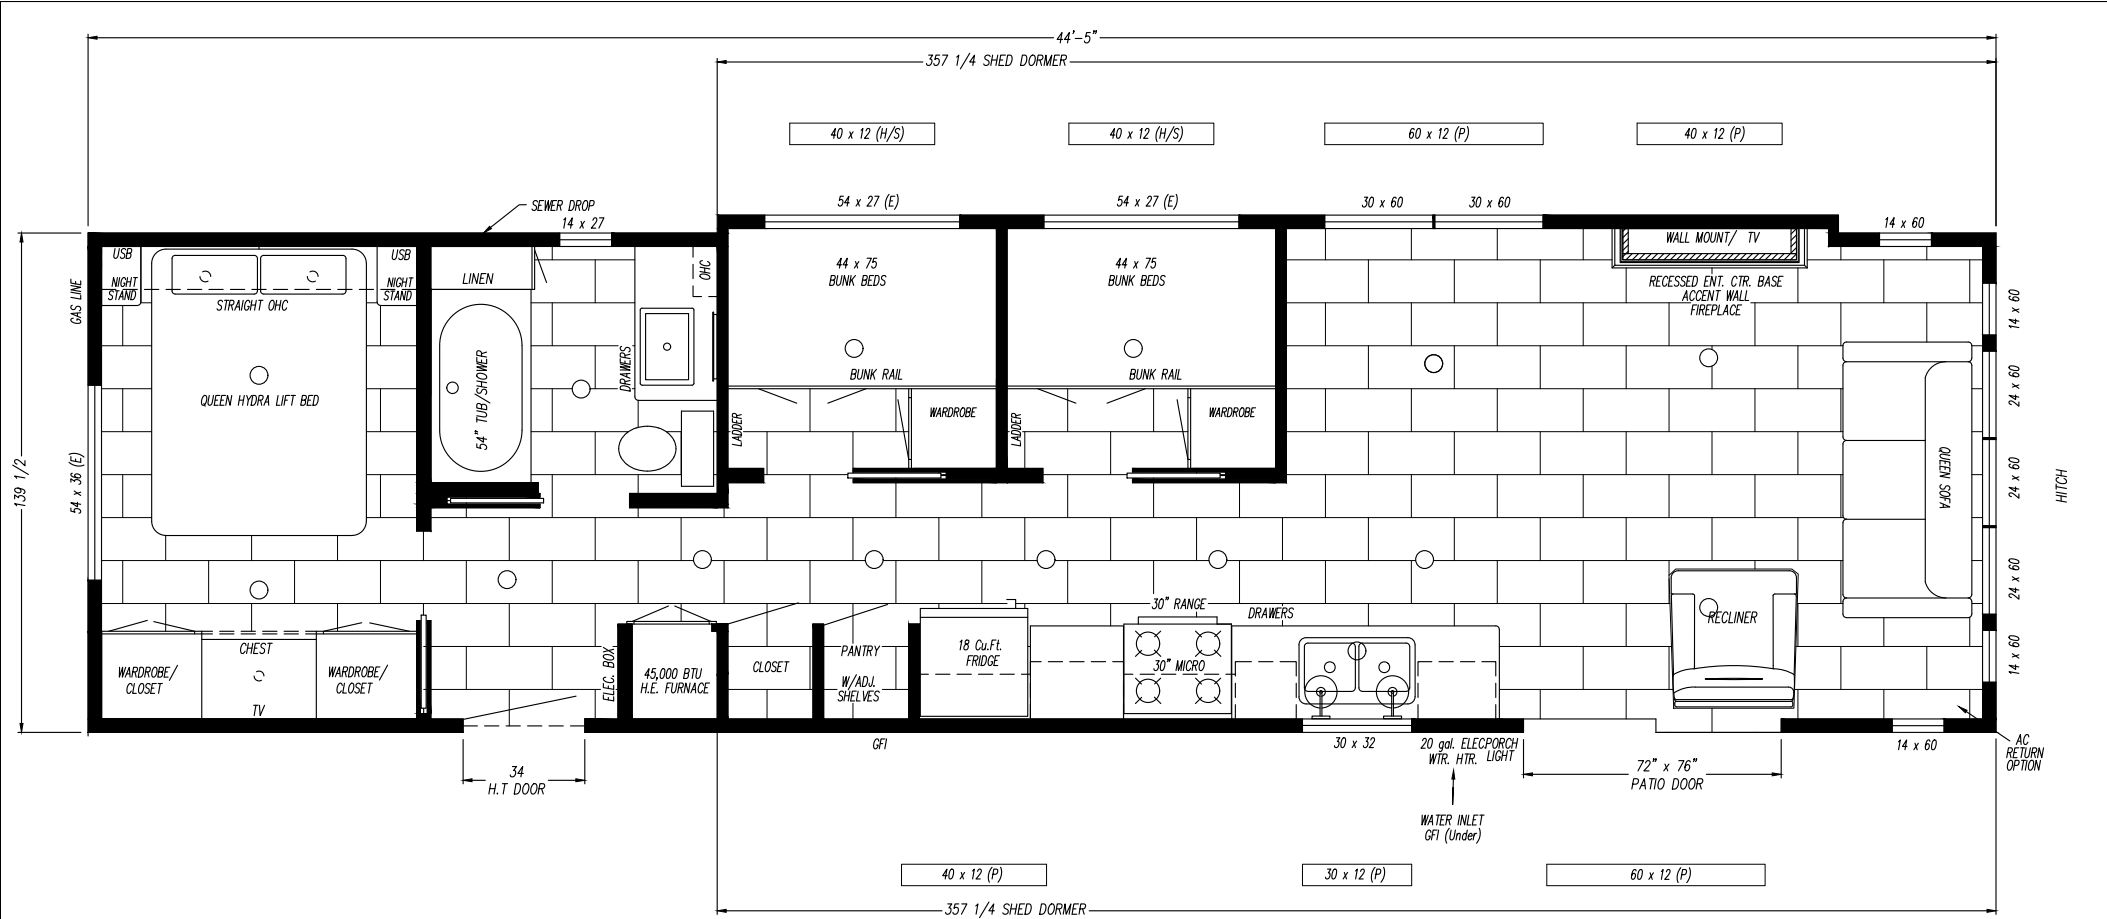 44'-5"
357 1/4 SHED DORMER
40 x 12 (H/S)
40 x 12 (H/S)
60 x 12 (P)
40 x 12 (P)
SEWER DROP
14 x 27
54 x 27 (E)
54 x 27 (E)
30 x 60
30 x 60
14 x 60
USB
NIGHT
STAND
USB
NIGHT
STAND
STRAIGHT OHC
QUEEN HYDRA LIFT BED
GAS LINE
54 x 36 (E)
139 1/2
LINEN
54" TUB/SHOWER
DRAWERS
OHC
44 x 75
BUNK BEDS
BUNK RAIL
LADDER
WARDROBE
44 x 75
BUNK BEDS
BUNK RAIL
LADDER
WARDROBE
WALL MOUNT/ TV
RECESSED ENT. CTR. BASE
ACCENT WALL
FIREPLACE
14 x 60
24 x 60
24 x 60
24 x 60
14 x 60
QUEEN SOFA
HITCH
RECLINER
WARDROBE/
CLOSET
CHEST
TV
WARDROBE/
CLOSET
ELEC. BOX
45,000 BTU
H.E. FURNACE
CLOSET
PANTRY
W/ADJ.
SHELVES
18 Cu.Ft.
FRIDGE
30" RANGE
30" MICRO
DRAWERS
34
H.T DOOR
GFI
30 x 32
20 gal. ELEC
WTR. HTR.
PORCH
LIGHT
WATER INLET
GFI (Under)
72" x 76"
PATIO DOOR
14 x 60
AC
RETURN
OPTION
40 x 12 (P)
30 x 12 (P)
60 x 12 (P)
357 1/4 SHED DORMER